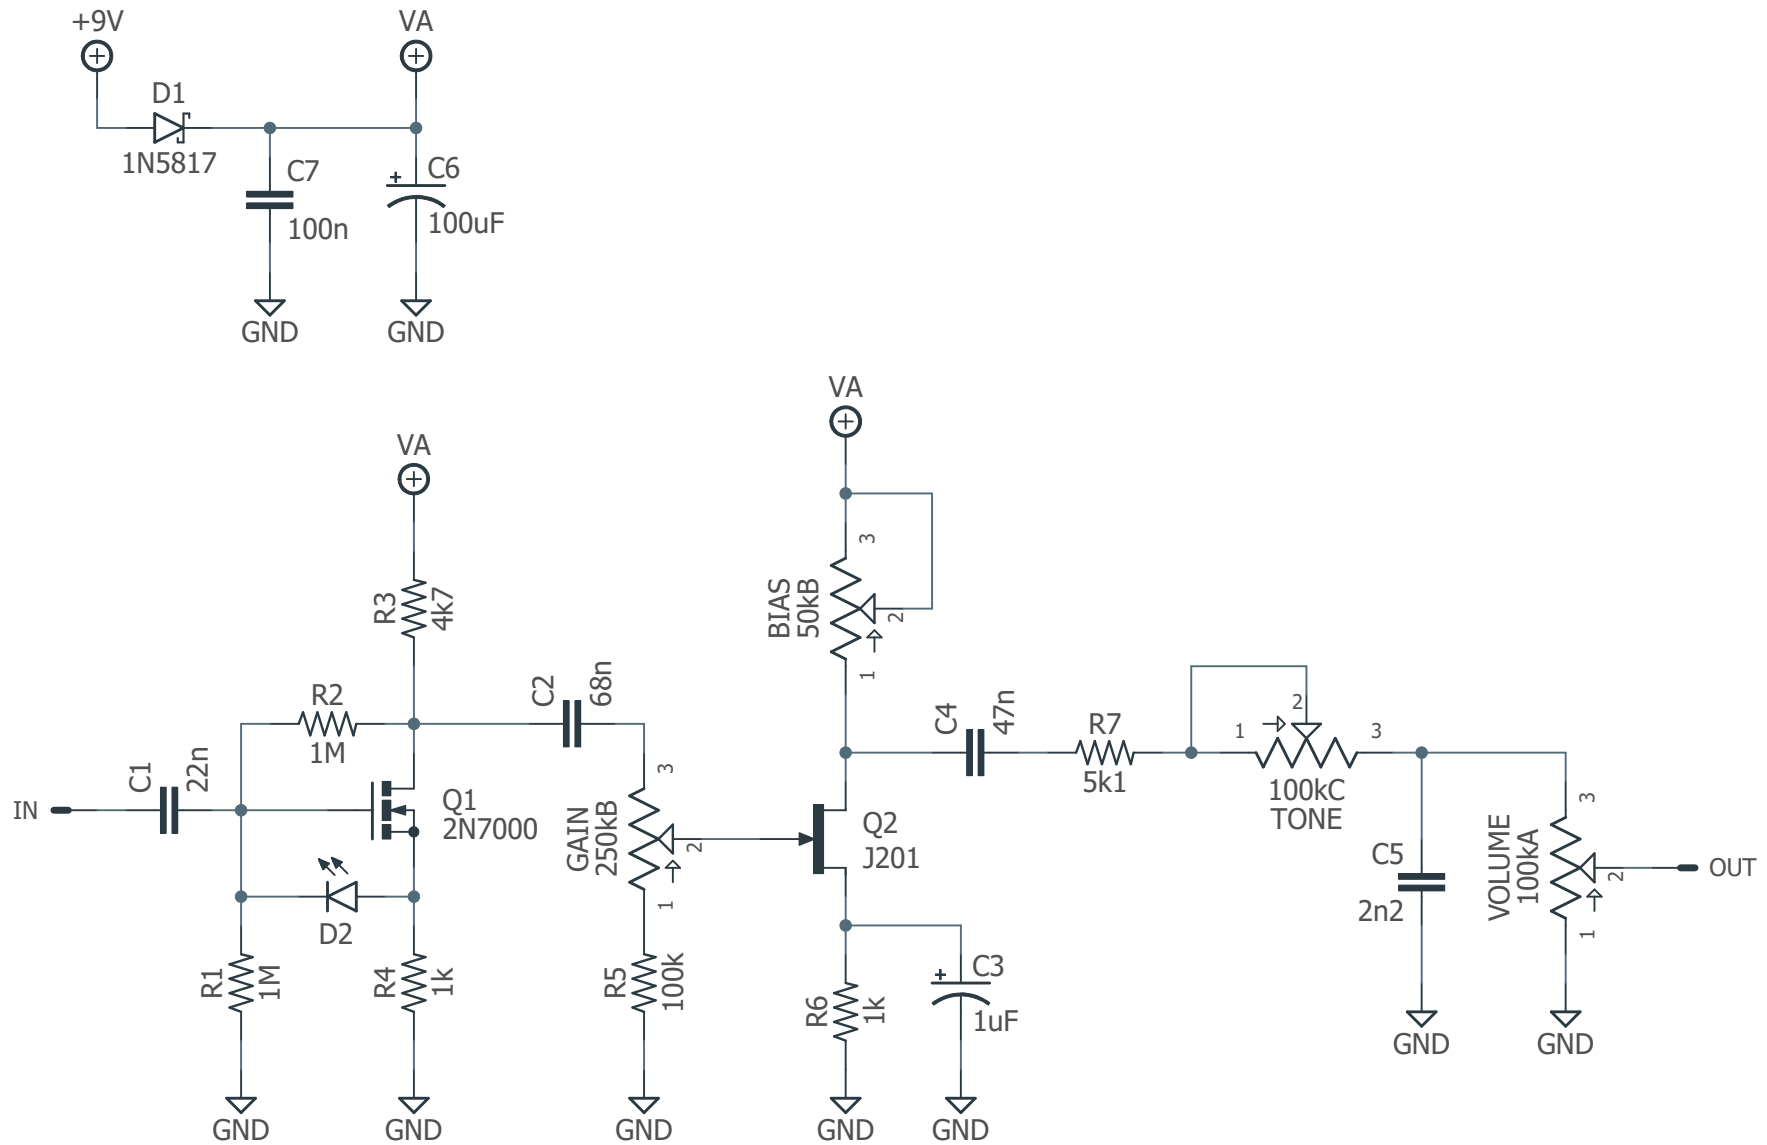 +9V
VA
D1
1N5817
C7
100n
C6
100uF
GND
GND
VA
VA
R3
4k7
BIAS
50kB
3
2
1
R2
1M
C2
68n
C1
22n
IN
Q1
2N7000
D2
R1
1M
R4
1k
GAIN
250kB
3
2
1
R5
100k
Q2
J201
R6
1k
C3
1uF
C4
47n
R7
5k1
1
2
3
100kC
TONE
C5
2n2
VOLUME
100kA
3
2
1
OUT
GND
GND
GND
GND
GND
GND
GND